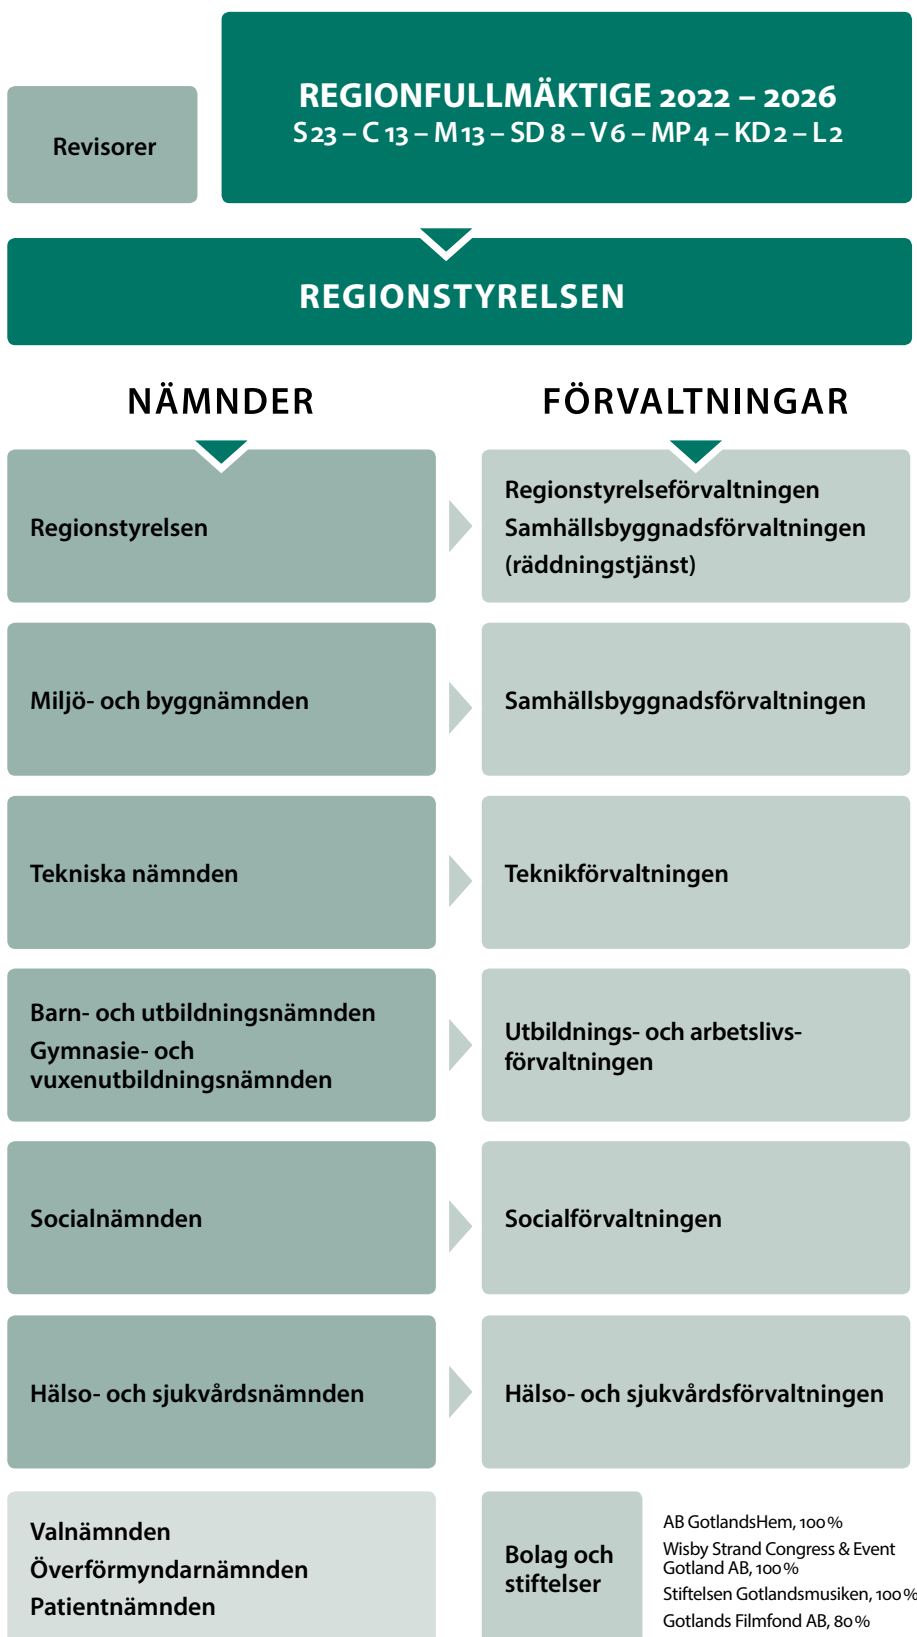 Revisorer
REGIONFULLMÄKTIGE 2022 – 2026
S 23 – C 13 – M 13 – SD 8 – V 6 – MP 4 – KD 2 – L 2
REGIONSTYRELSEN
NÄMNDER
FÖRVALTNINGAR
Regionstyrelsen
Regionstyrelseförvaltningen
Samhällsbyggnadsförvaltningen
(räddningstjänst)
Miljö- och byggnämnden
Samhällsbyggnadsförvaltningen
Tekniska nämnden
Teknikförvaltningen
Barn- och utbildningsnämnden
Gymnasie- och
vuxenutbildningsnämnden
Utbildnings- och arbetslivs-
förvaltningen
Socialnämnden
Socialförvaltningen
Hälso- och sjukvårdsnämnden
Hälso- och sjukvårdsförvaltningen
Valnämnden
Överförmyndarnämnden
Patientnämnden
Bolag och
stiftelser
AB GotlandsHem, 100 %
Wisby Strand Congress & Event
Gotland AB, 100 %
Stiftelsen Gotlandsmusiken, 100 %
Gotlands Filmfond AB, 80 %